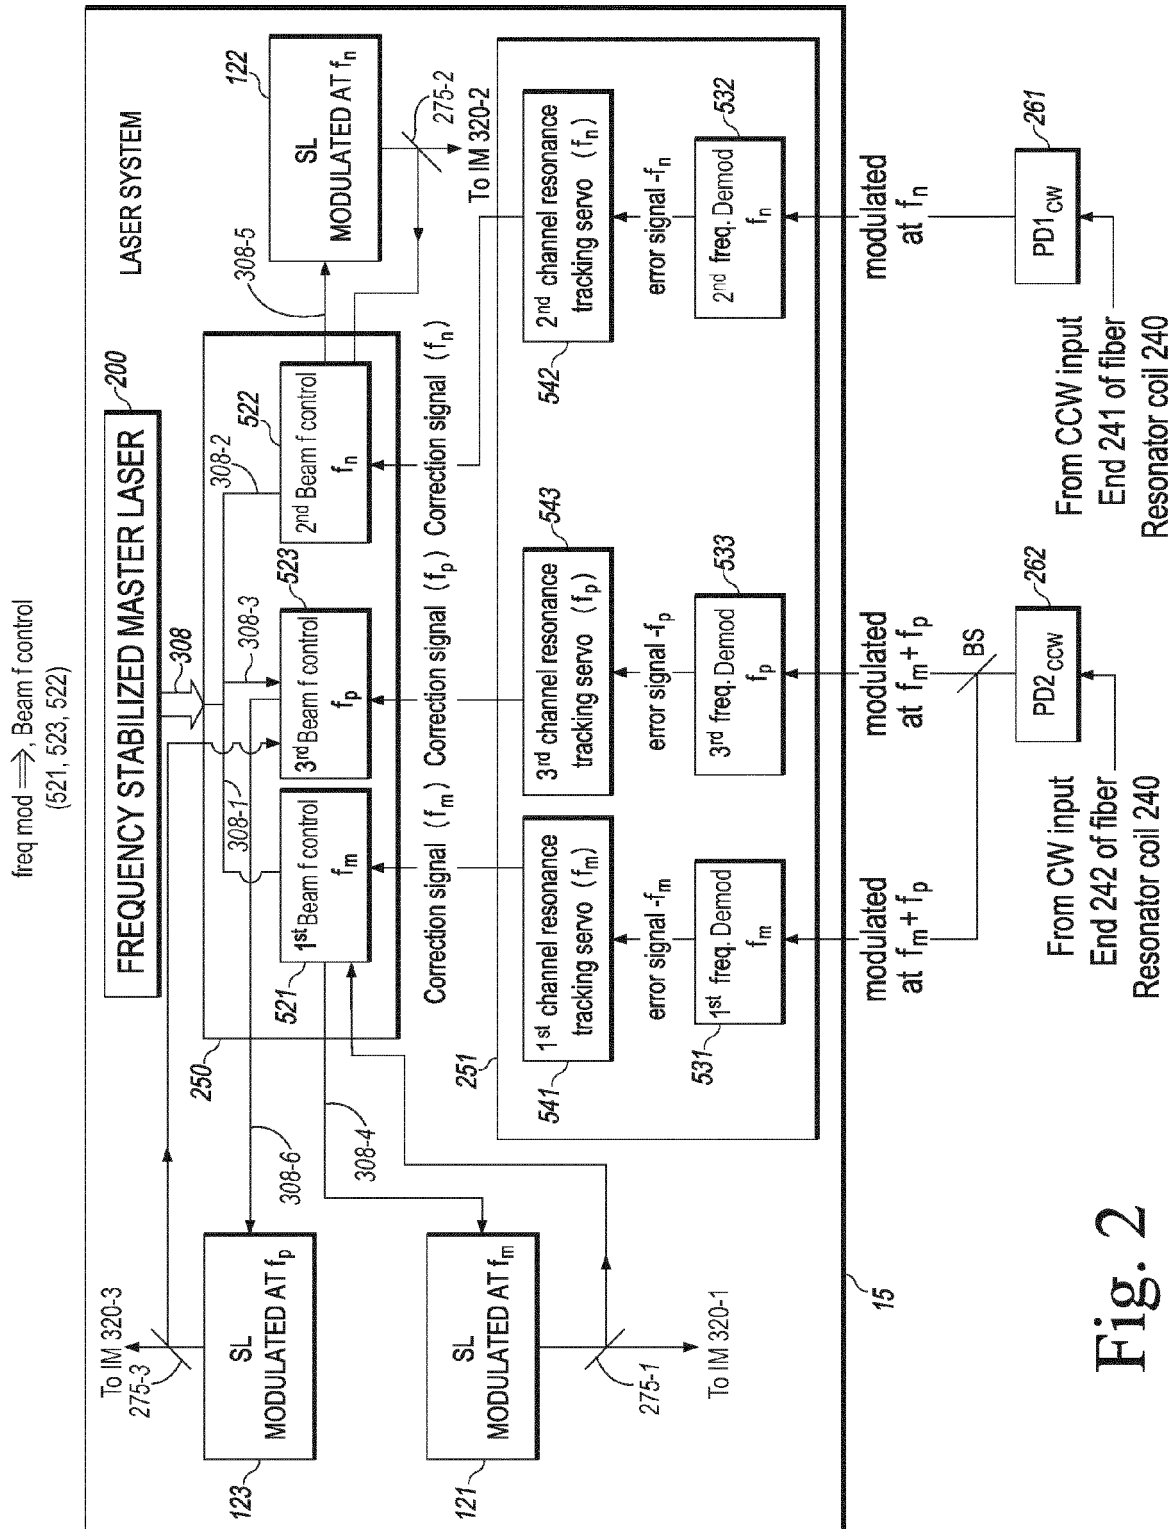 freq mod ⟹, Beam f control
(521, 523, 522)
LASER SYSTEM
FREQUENCY STABILIZED MASTER LASER
200
308
122
SL
MODULATED AT fn
275-2
To IM 320-2
308-5
308-2
522
2nd Beam f control
fn
308-3
523
3rd Beam f control
fp
308-1
1st Beam f control
fm
521
250
308-6
308-4
To IM 320-3
275-3
SL
MODULATED AT fp
123
SL
MODULATED AT fm
121
275-1
To IM 320-1
Correction signal (fm)
Correction signal (fp)
Correction signal (fn)
251
1st channel resonance
tracking servo (fm)
541
3rd channel resonance
tracking servo (fp)
543
2nd channel resonance
tracking servo (fn)
542
error signal -fm
error signal -fp
error signal -fn
1st freq. Demod
fm
531
3rd freq. Demod
fp
533
2nd freq. Demod
fn
532
15
modulated
at fm + fp
modulated
at fm + fp
modulated
at fn
BS
PD2CCW
262
PD1CW
261
From CW input
End 242 of fiber
Resonator coil 240
From CCW input
End 241 of fiber
Resonator coil 240
Fig. 2